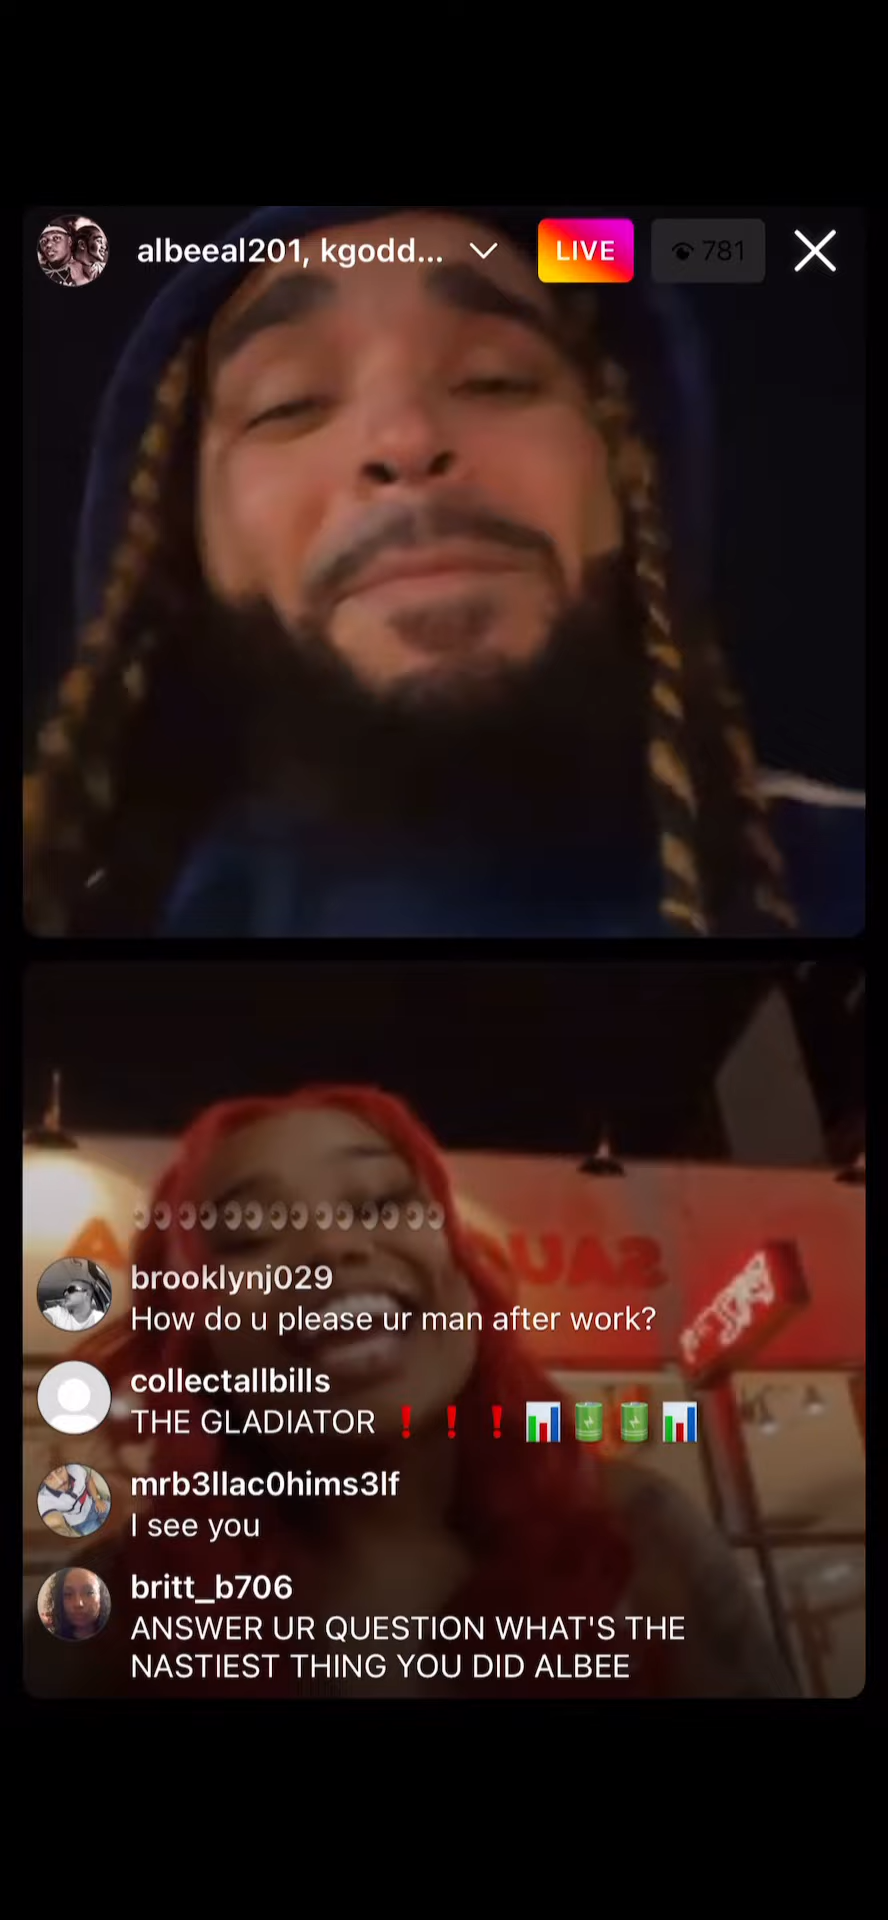 albeeal201, kgodd...
LIVE
781
👀👀👀👀👀👀👀
brooklynj029
How do u please ur man after work?
collectallbills
THE GLADIATOR ❗❗❗📊🔋🔋📊
mrb3llac0hims3lf
I see you
britt_b706
ANSWER UR QUESTION WHAT'S THE
NASTIEST THING YOU DID ALBEE